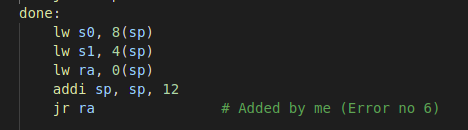 done:
    lw s0, 8(sp)
    lw s1, 4(sp)
    lw ra, 0(sp)
    addi sp, sp, 12
    jr ra               # Added by me (Error no 6)